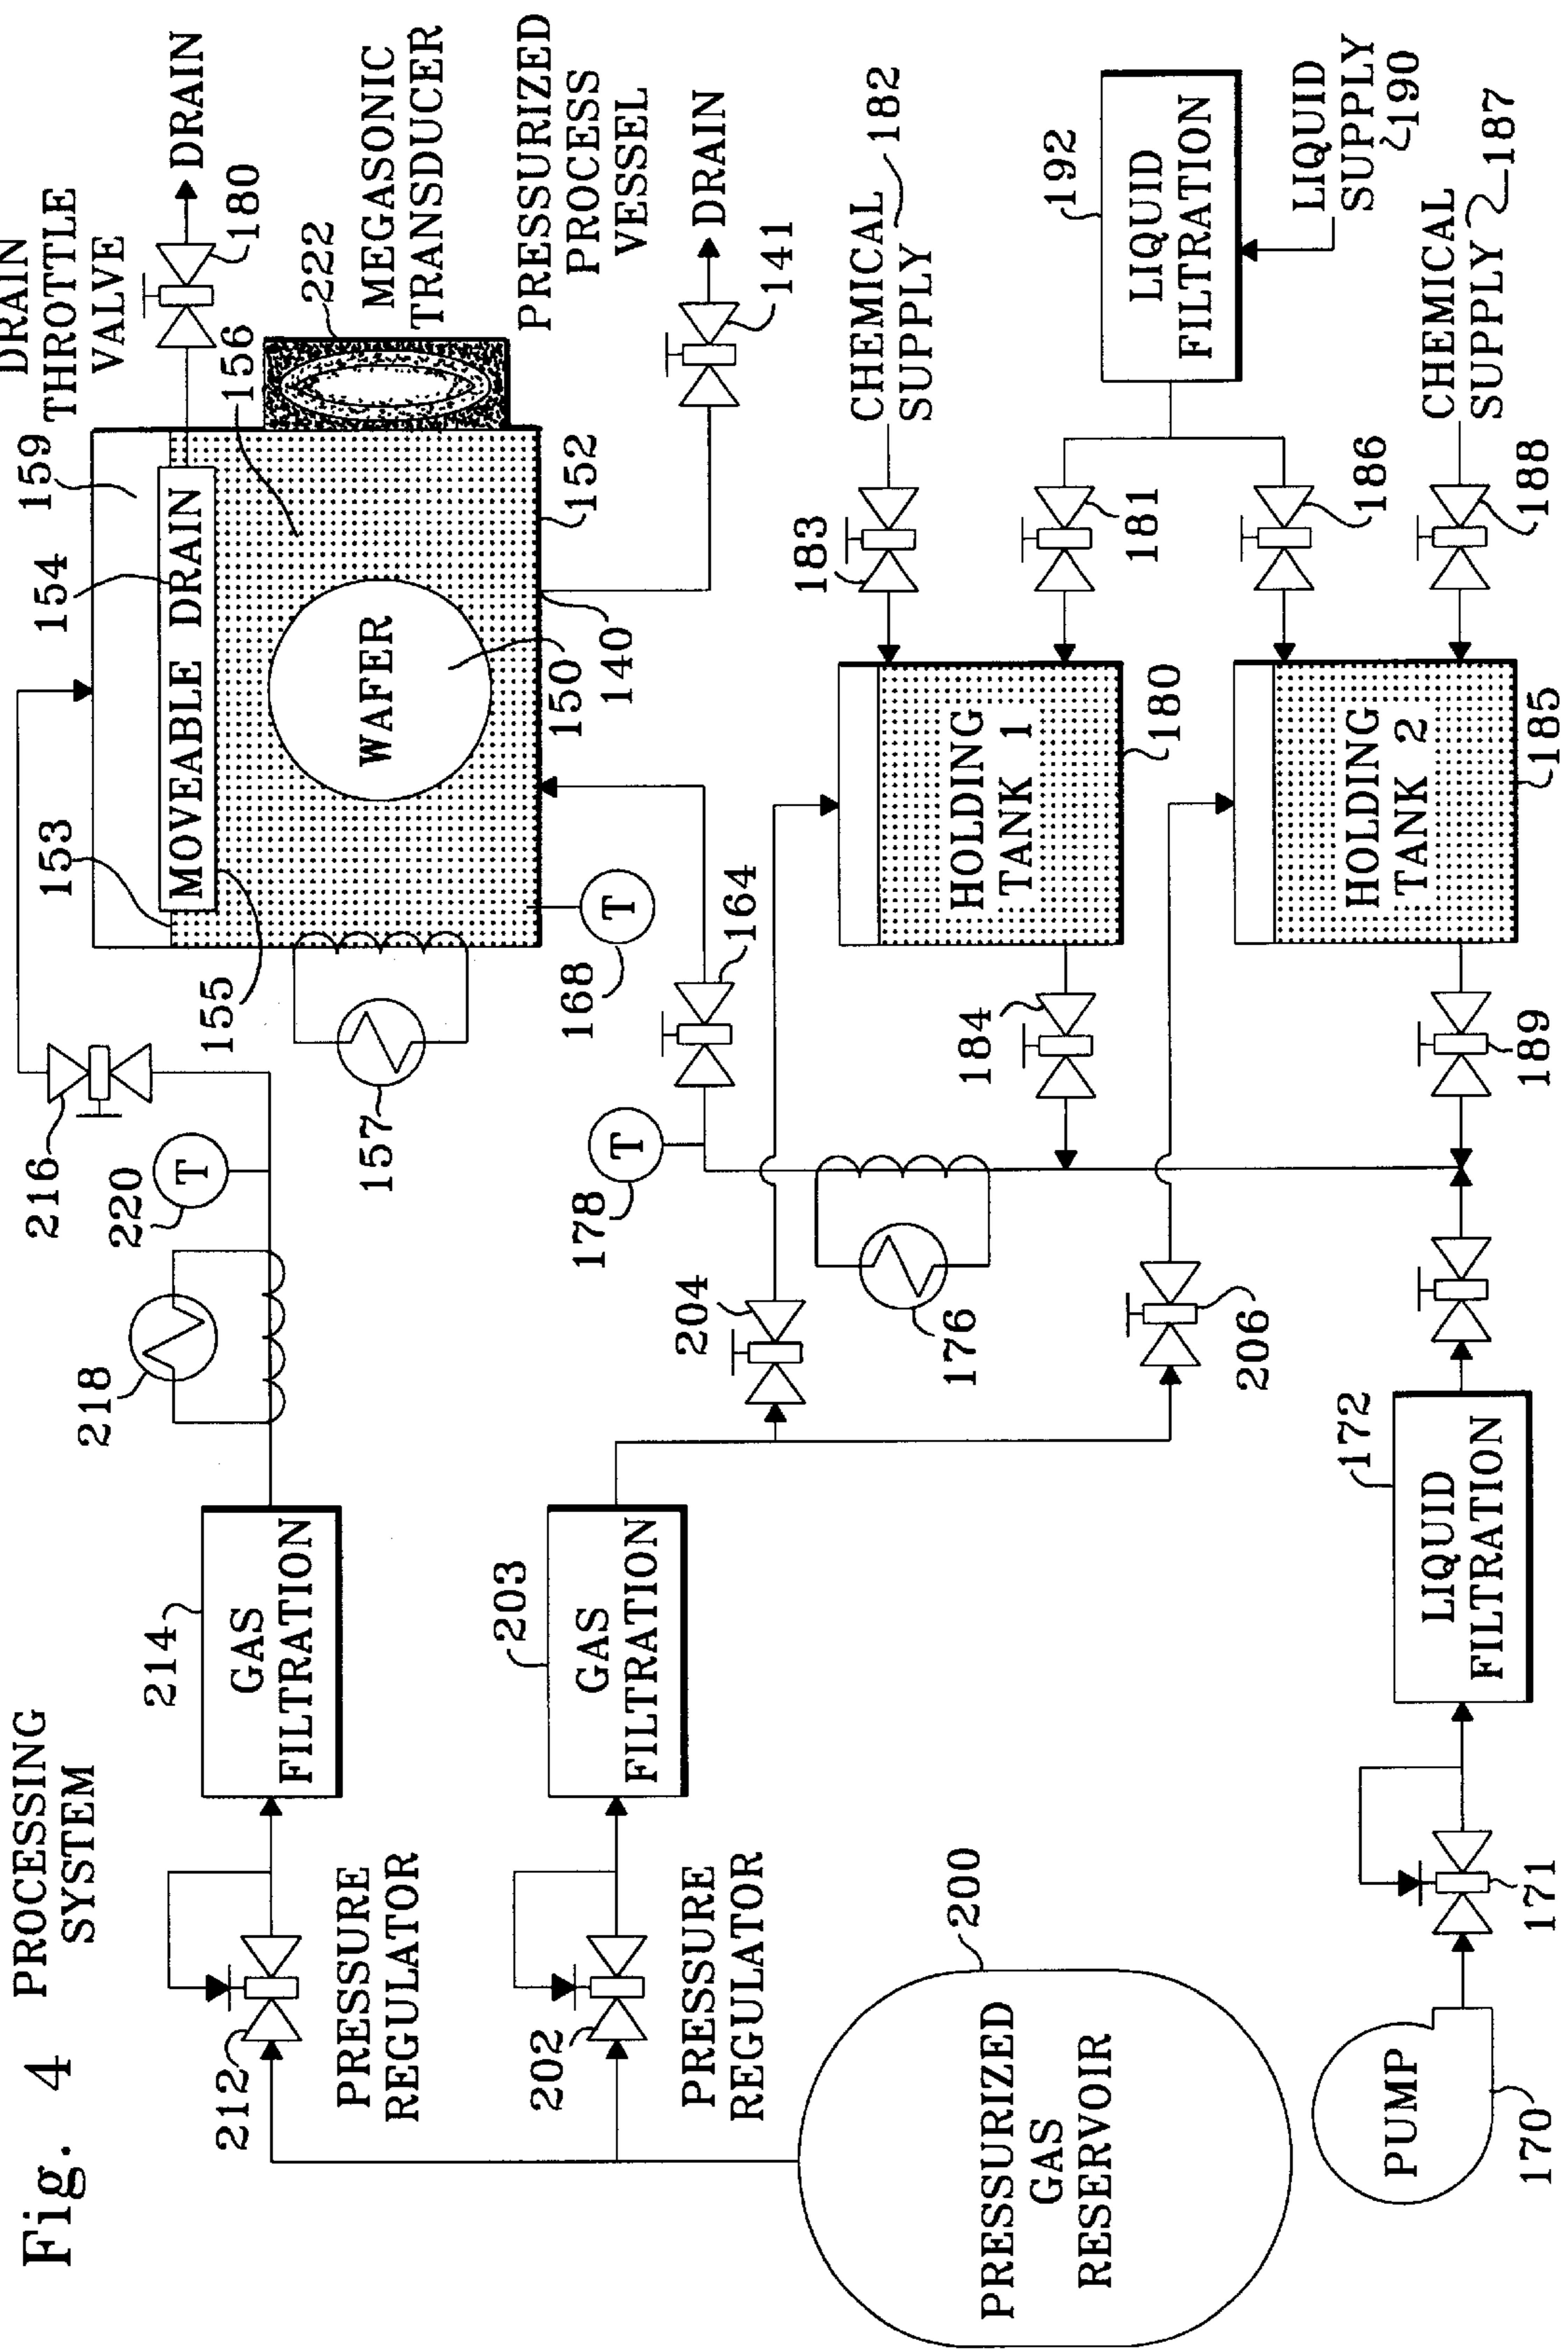 Fig. 4
PROCESSING
SYSTEM
212
PRESSURE
REGULATOR
214
GAS
FILTRATION
218
220
T
216
202
PRESSURE
REGULATOR
203
GAS
FILTRATION
200
PRESSURIZED
GAS
RESERVOIR
PUMP
170
171
172
LIQUID
FILTRATION
204
206
176
178
T
164
157
168
T
153
154
159
155
MOVEABLE DRAIN
WAFER
150
140
152
156
DRAIN
THROTTLE
VALVE
180
DRAIN
222
MEGASONIC
TRANSDUCER
PRESSURIZED
PROCESS
VESSEL
141
DRAIN
184
HOLDING
TANK 1
180
183
181
CHEMICAL
SUPPLY
182
189
HOLDING
TANK 2
185
186
188
192
LIQUID
FILTRATION
LIQUID
SUPPLY
190
CHEMICAL
SUPPLY
187